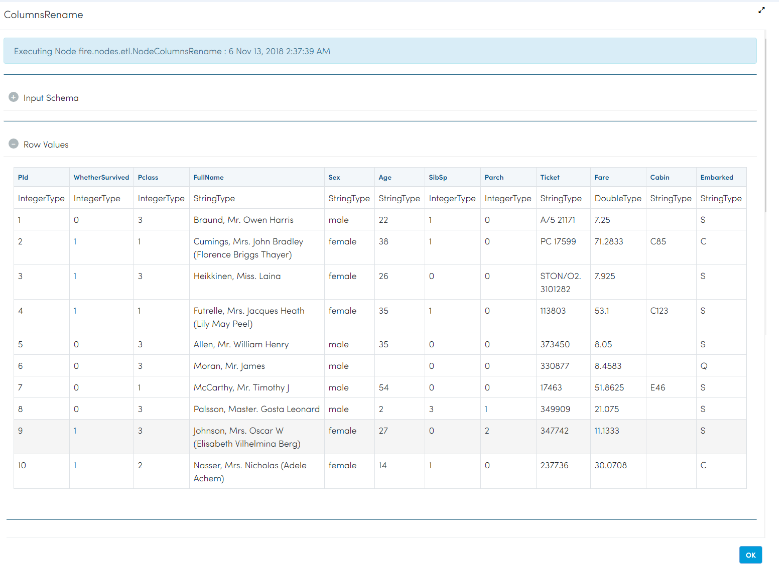 ColumnsRename
Executing Node fire.nodes.etl.NodeColumnsRename : 6 Nov 13, 2018 2:37:39 AM
Input Schema
Row Values
PId WhetherSurvived Pclass FullName Sex Age SibSp Parch Ticket Fare Cabin Embarked
IntegerType IntegerType IntegerType StringType StringType StringType IntegerType IntegerType StringType DoubleType StringType StringType
1 0 3 Braund, Mr. Owen Harris male 22 1 0 A/5 21171 7.25 S
2 1 1 Cumings, Mrs. John Bradley female 38 1 0 PC 17599 71.2833 C85 C
(Florence Briggs Thayer)
3 1 3 Heikkinen, Miss. Laina female 26 0 0 STON/O2. 7.925 S
3101282
4 1 1 Futrelle, Mrs. Jacques Heath female 35 1 0 113803 53.1 C123 S
(Lily May Peel)
5 0 3 Allen, Mr. William Henry male 35 0 0 373450 8.05 S
6 0 3 Moran, Mr. James male 0 0 330877 8.4583 Q
7 0 1 McCarthy, Mr. Timothy J male 54 0 0 17463 51.8625 E46 S
8 0 3 Palsson, Master. Gosta Leonard male 2 3 1 349909 21.075 S
9 1 3 Johnson, Mrs. Oscar W female 27 0 2 347742 11.1333 S
(Elisabeth Vilhelmina Berg)
10 1 2 Nasser, Mrs. Nicholas (Adele female 14 1 0 237736 30.0708 C
Achem)
OK